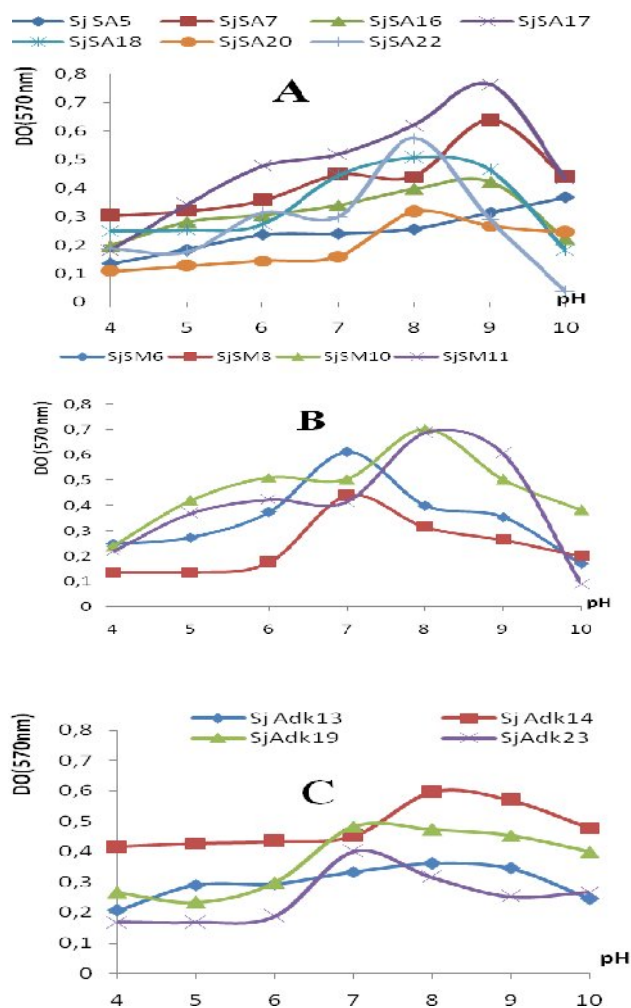 Sj SA5 SjSA7 SjSA16 SjSA17
SjSA18 SjSA20 SjSA22
A
DO(570 nm)
0,8
0,7
0,6
0,5
0,4
0,3
0,2
0,1
0
pH
4 5 6 7 8 9 10
SjSM6 SjSM8 SjSM10 SjSM11
B
DO(570 nm)
0,8
0,7
0,6
0,5
0,4
0,3
0,2
0,1
0
pH
4 5 6 7 8 9 10
Sj Adk13 Sj Adk14
SjAdk19 SjAdk23
C
DO(570nm)
0,8
0,7
0,6
0,5
0,4
0,3
0,2
0,1
0
pH
4 5 6 7 8 9 10